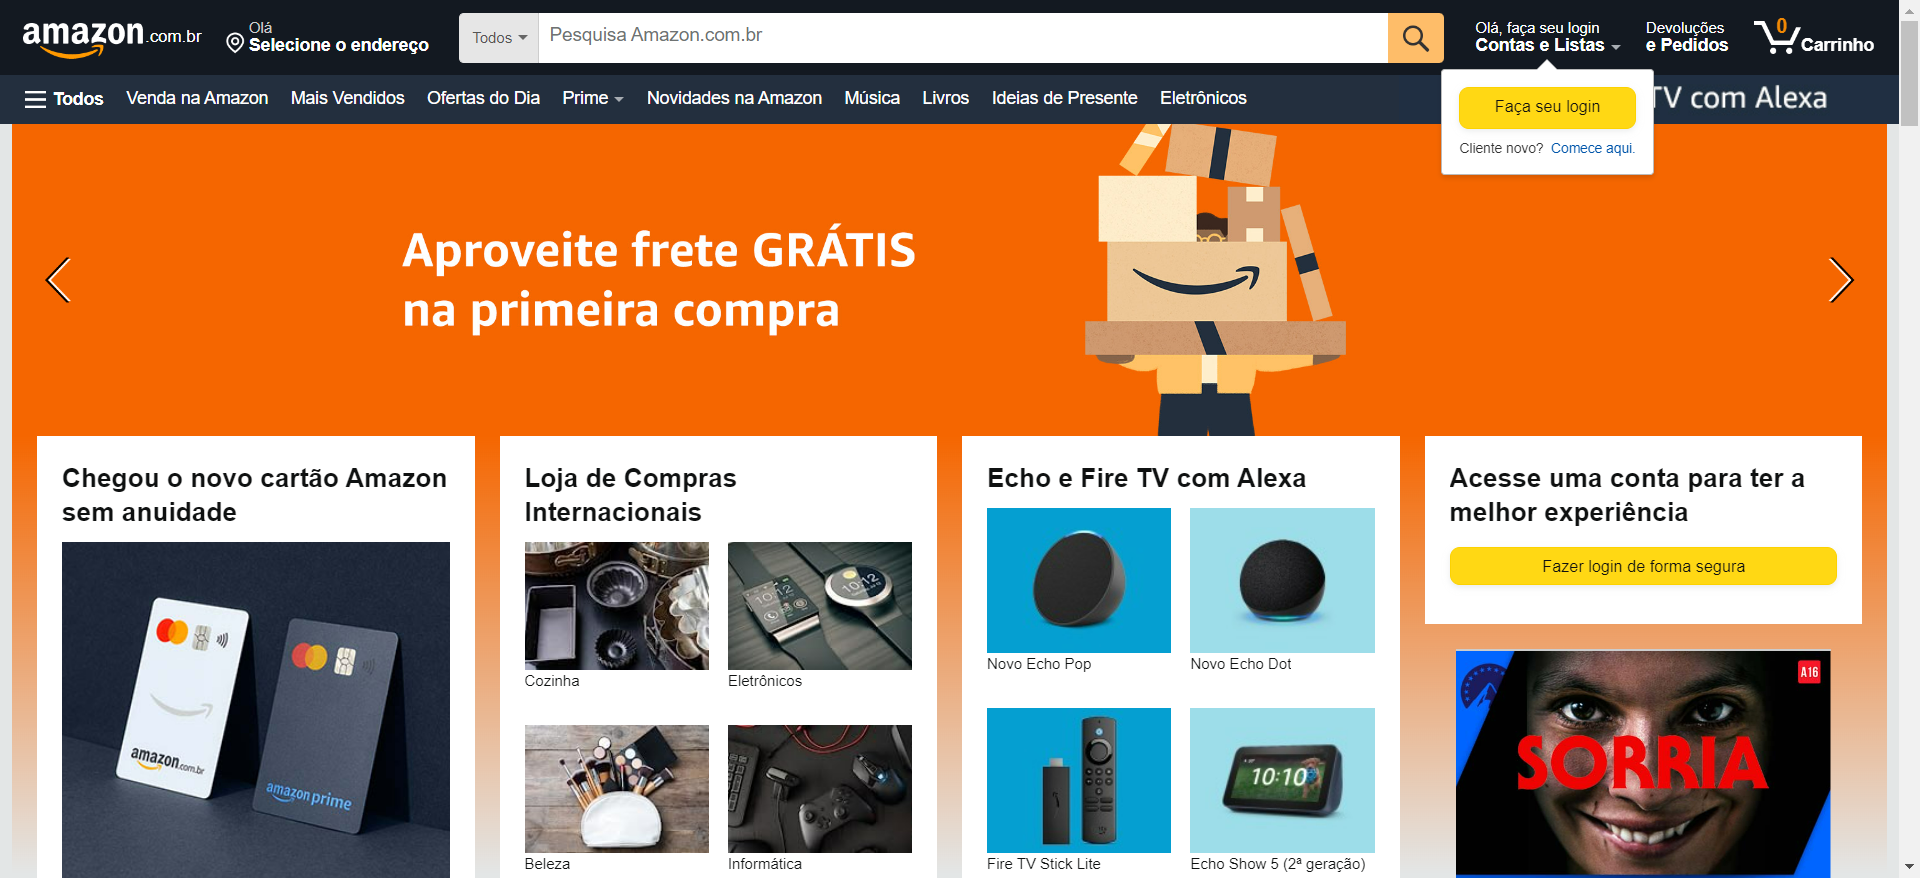 amazon.com.br
Olá
Selecione o endereço
Todos
Pesquisa Amazon.com.br
Olá, faça seu login
Contas e Listas
Devoluções
e Pedidos
0
Carrinho
Todos
Venda na Amazon
Mais Vendidos
Ofertas do Dia
Prime
Novidades na Amazon
Música
Livros
Ideias de Presente
Eletrônicos
TV com Alexa
Faça seu login
Cliente novo? Comece aqui.
Aproveite frete GRÁTIS
na primeira compra
Chegou o novo cartão Amazon
sem anuidade
amazon.com.br
amazon prime
Loja de Compras
Internacionais
10:12
10:12
Cozinha
Eletrônicos
Beleza
Informática
Echo e Fire TV com Alexa
Novo Echo Pop
Novo Echo Dot
10:10
Fire TV Stick Lite
Echo Show 5 (2ª geração)
Acesse uma conta para ter a
melhor experiência
Fazer login de forma segura
A16
SORRIA